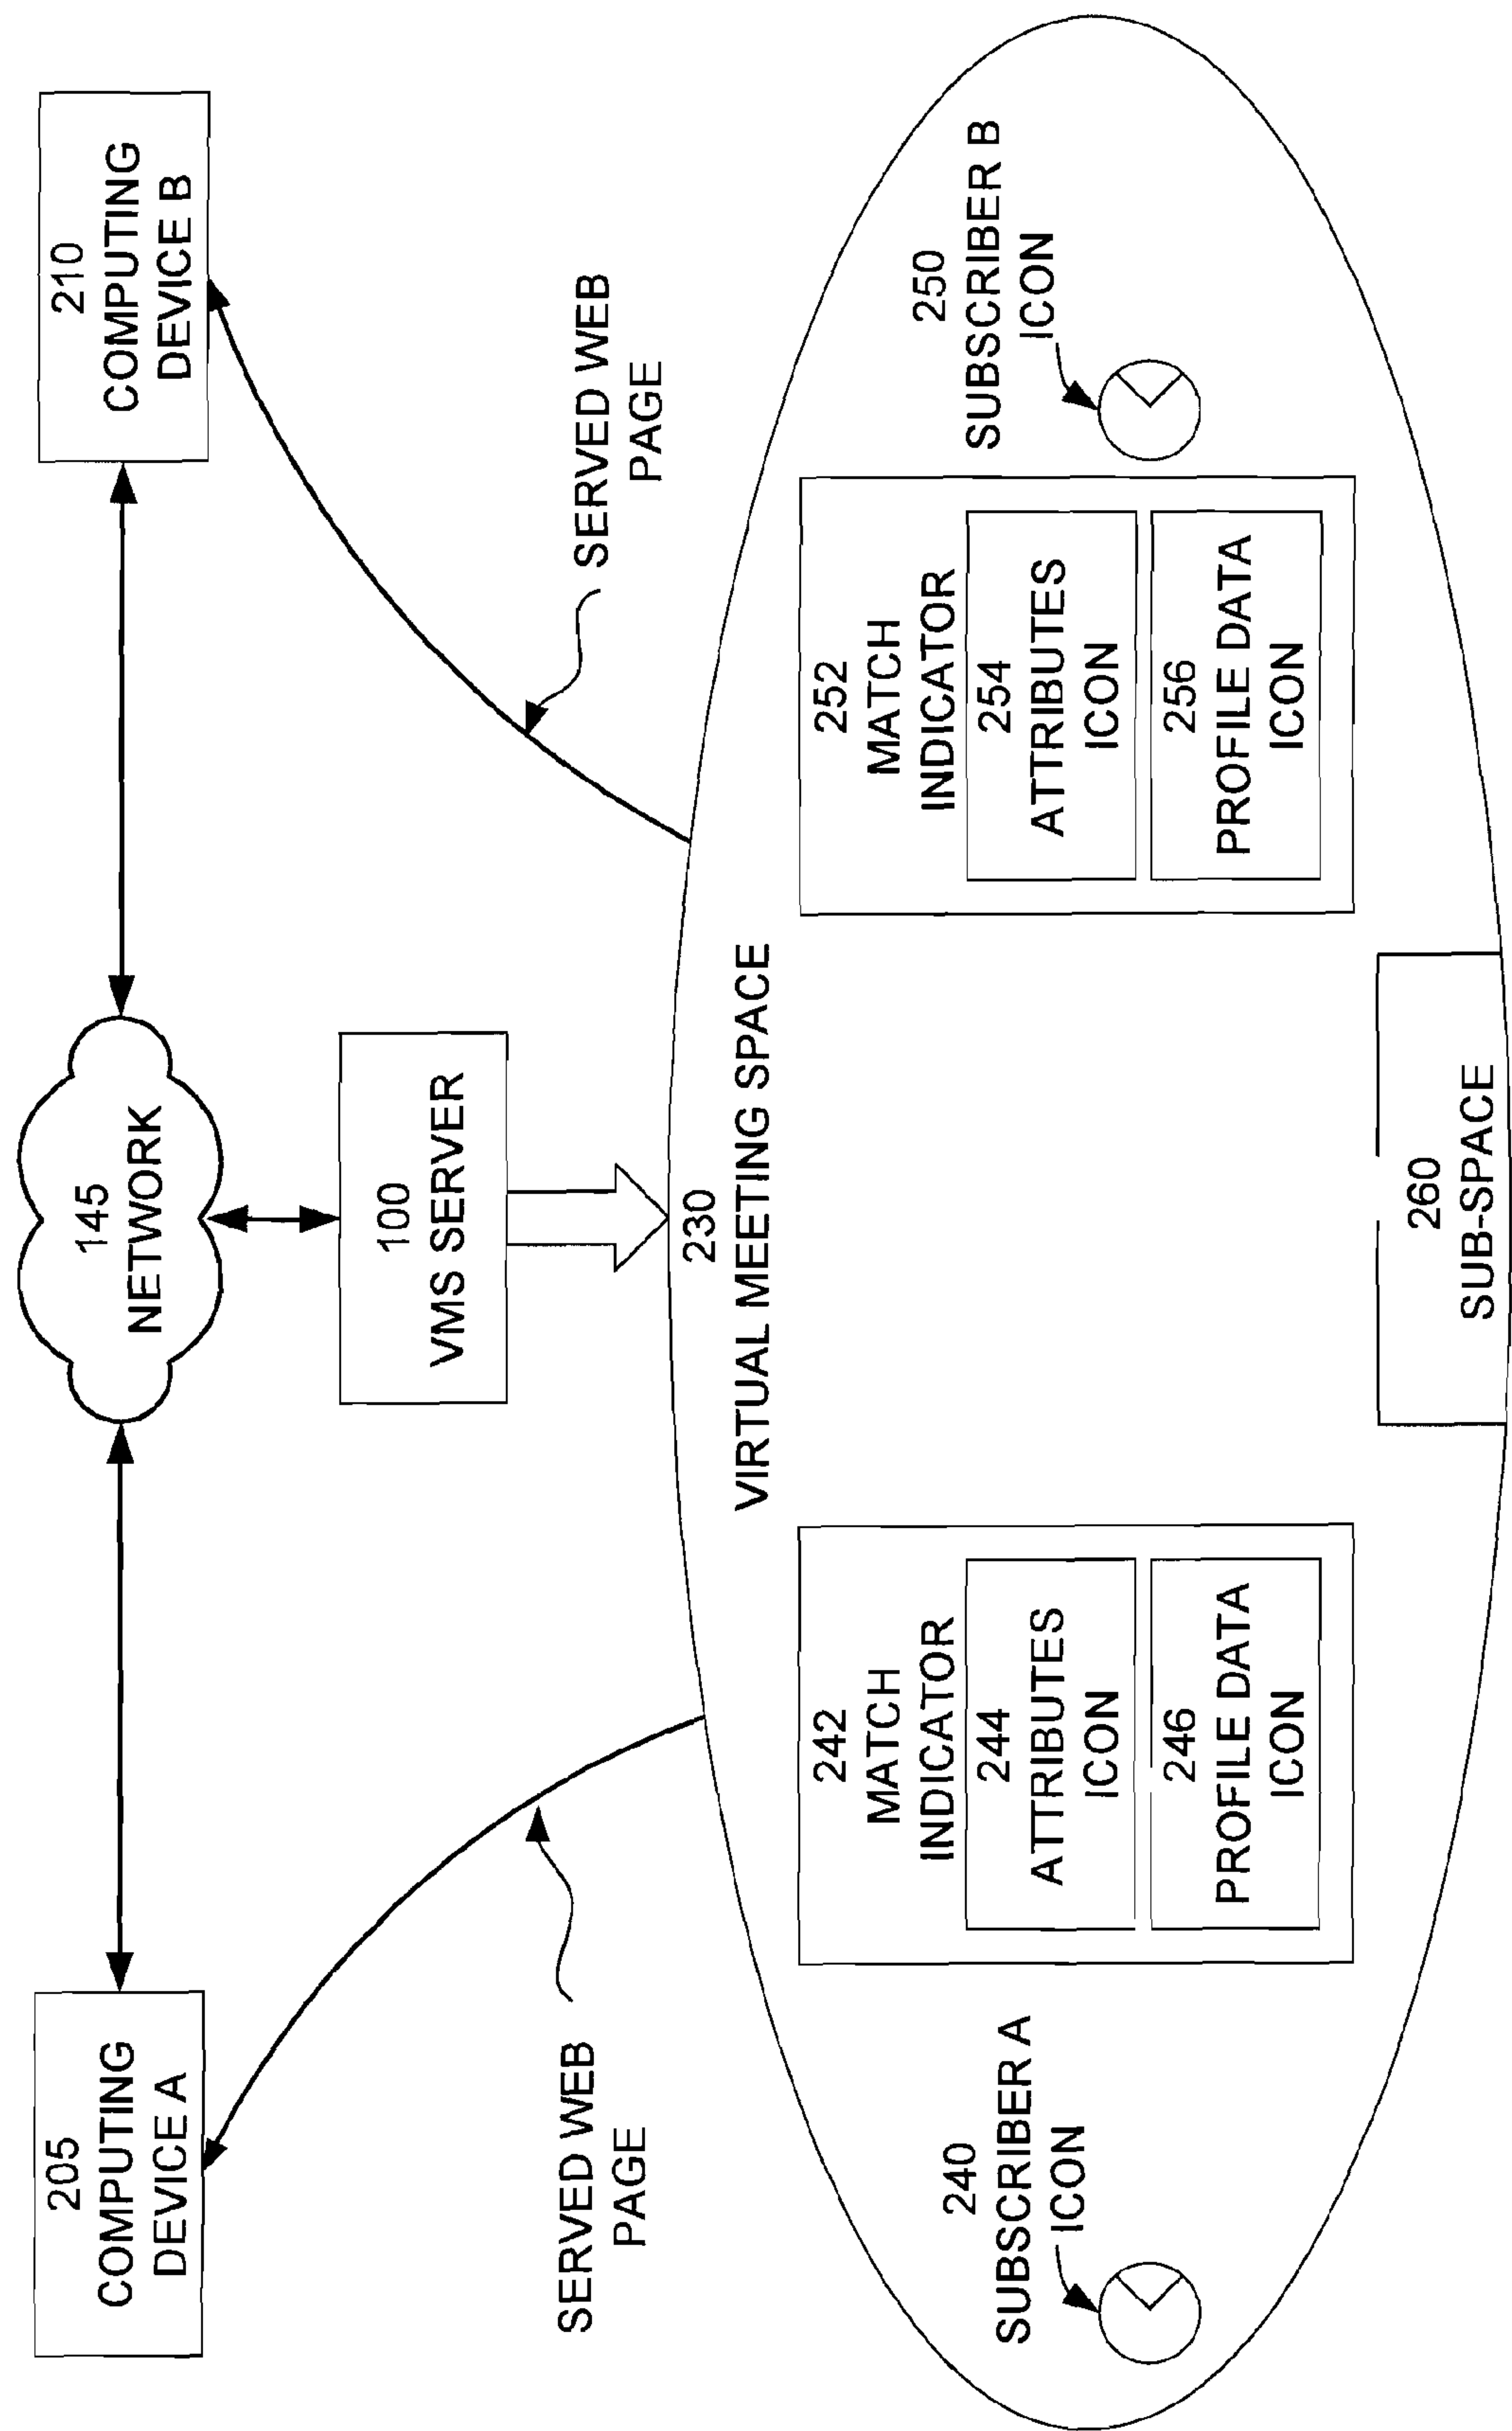 205
COMPUTING
DEVICE A
145
NETWORK
210
COMPUTING
DEVICE B
100
VMS SERVER
SERVED WEB
PAGE
SERVED WEB
PAGE
230
VIRTUAL MEETING SPACE
240
SUBSCRIBER A
ICON
242
MATCH
INDICATOR
244
ATTRIBUTES
ICON
246
PROFILE DATA
ICON
252
MATCH
INDICATOR
254
ATTRIBUTES
ICON
256
PROFILE DATA
ICON
250
SUBSCRIBER B
ICON
260
SUB-SPACE